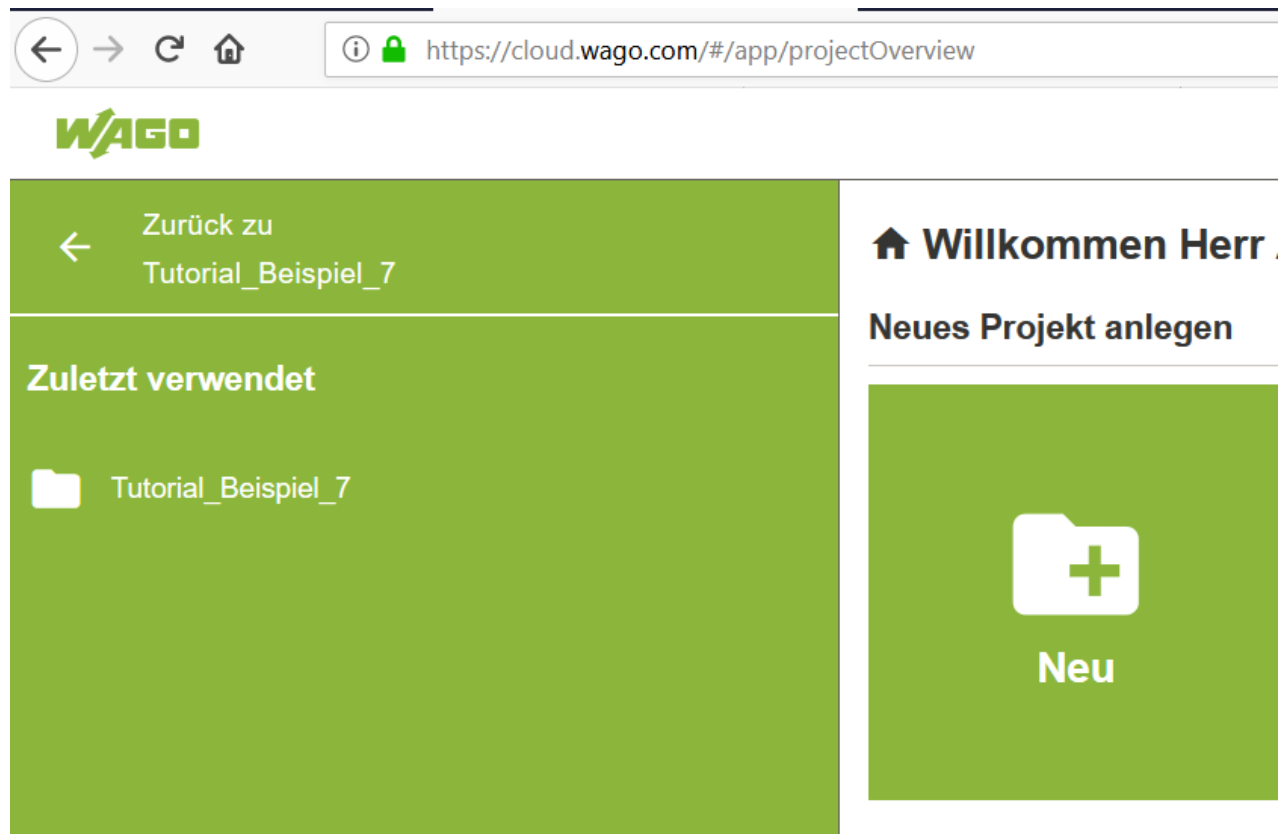 https://cloud.wago.com/#/app/projectOverview
WAGO
Zurück zu
Tutorial_Beispiel_7
Zuletzt verwendet
Tutorial_Beispiel_7
Willkommen Herr
Neues Projekt anlegen
Neu